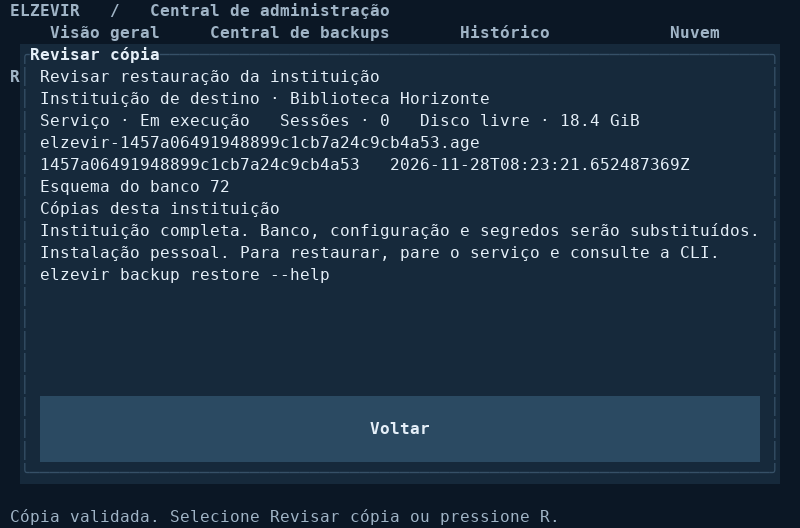 ELZEVIR / Central de administração
Visão geral Central de backups Histórico Nuvem
Revisar cópia
R Revisar restauração da instituição
Instituição de destino · Biblioteca Horizonte
Serviço · Em execução Sessões · 0 Disco livre · 18.4 GiB
elzevir-1457a06491948899c1cb7a24c9cb4a53.age
1457a06491948899c1cb7a24c9cb4a53 2026-11-28T08:23:21.652487369Z
Esquema do banco 72
Cópias desta instituição
Instituição completa. Banco, configuração e segredos serão substituídos.
Instalação pessoal. Para restaurar, pare o serviço e consulte a CLI.
elzevir backup restore --help
Voltar
Cópia validada. Selecione Revisar cópia ou pressione R.